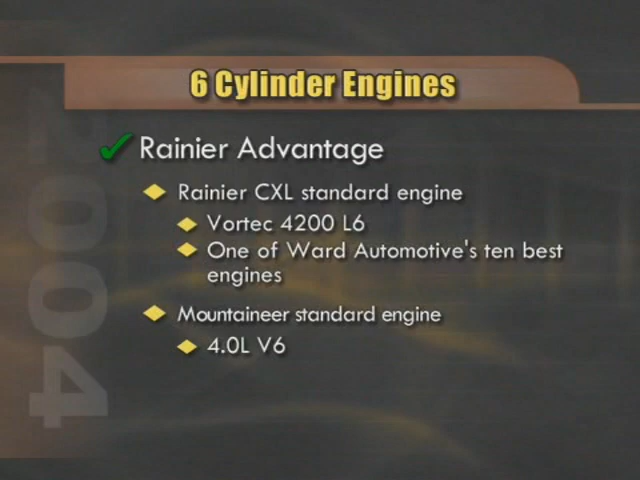 6 Cylinder Engines
Rainier Advantage
Rainier CXL standard engine
Vortec 4200 L6
One of Ward Automotive's ten best
engines
Mountaineer standard engine
4.0L V6
2004